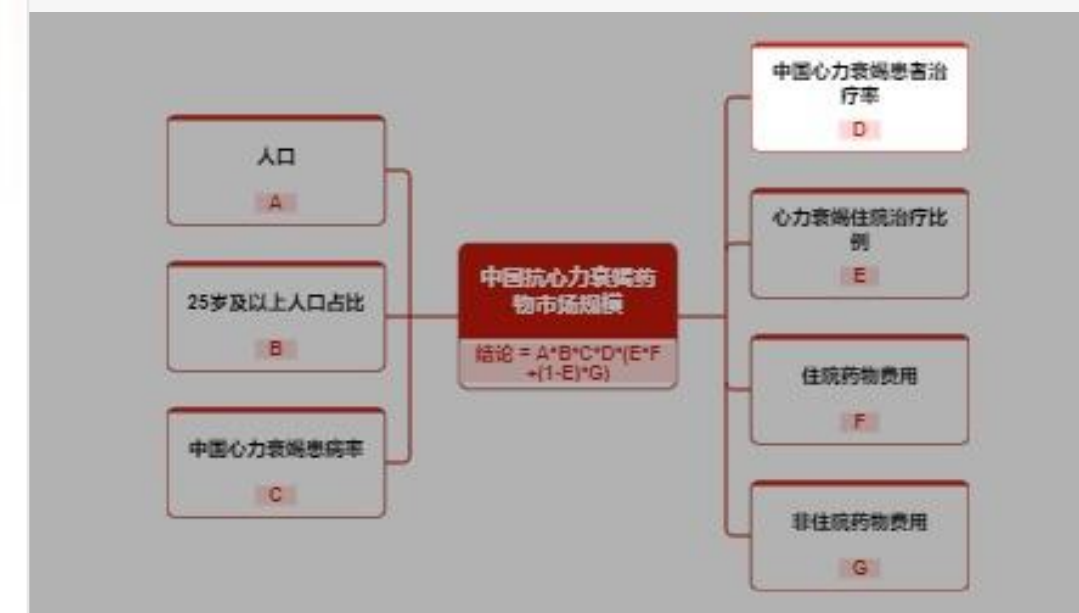 人口
A
25岁及以上人口占比
B
中国心力衰竭患病率
C
中国抗心力衰竭药
物市场规模
结论 = A*B*C*D*(E*F
+(1-E)*G)
中国心力衰竭患者治
疗率
D
心力衰竭住院治疗比
例
E
住院药物费用
F
非住院药物费用
G